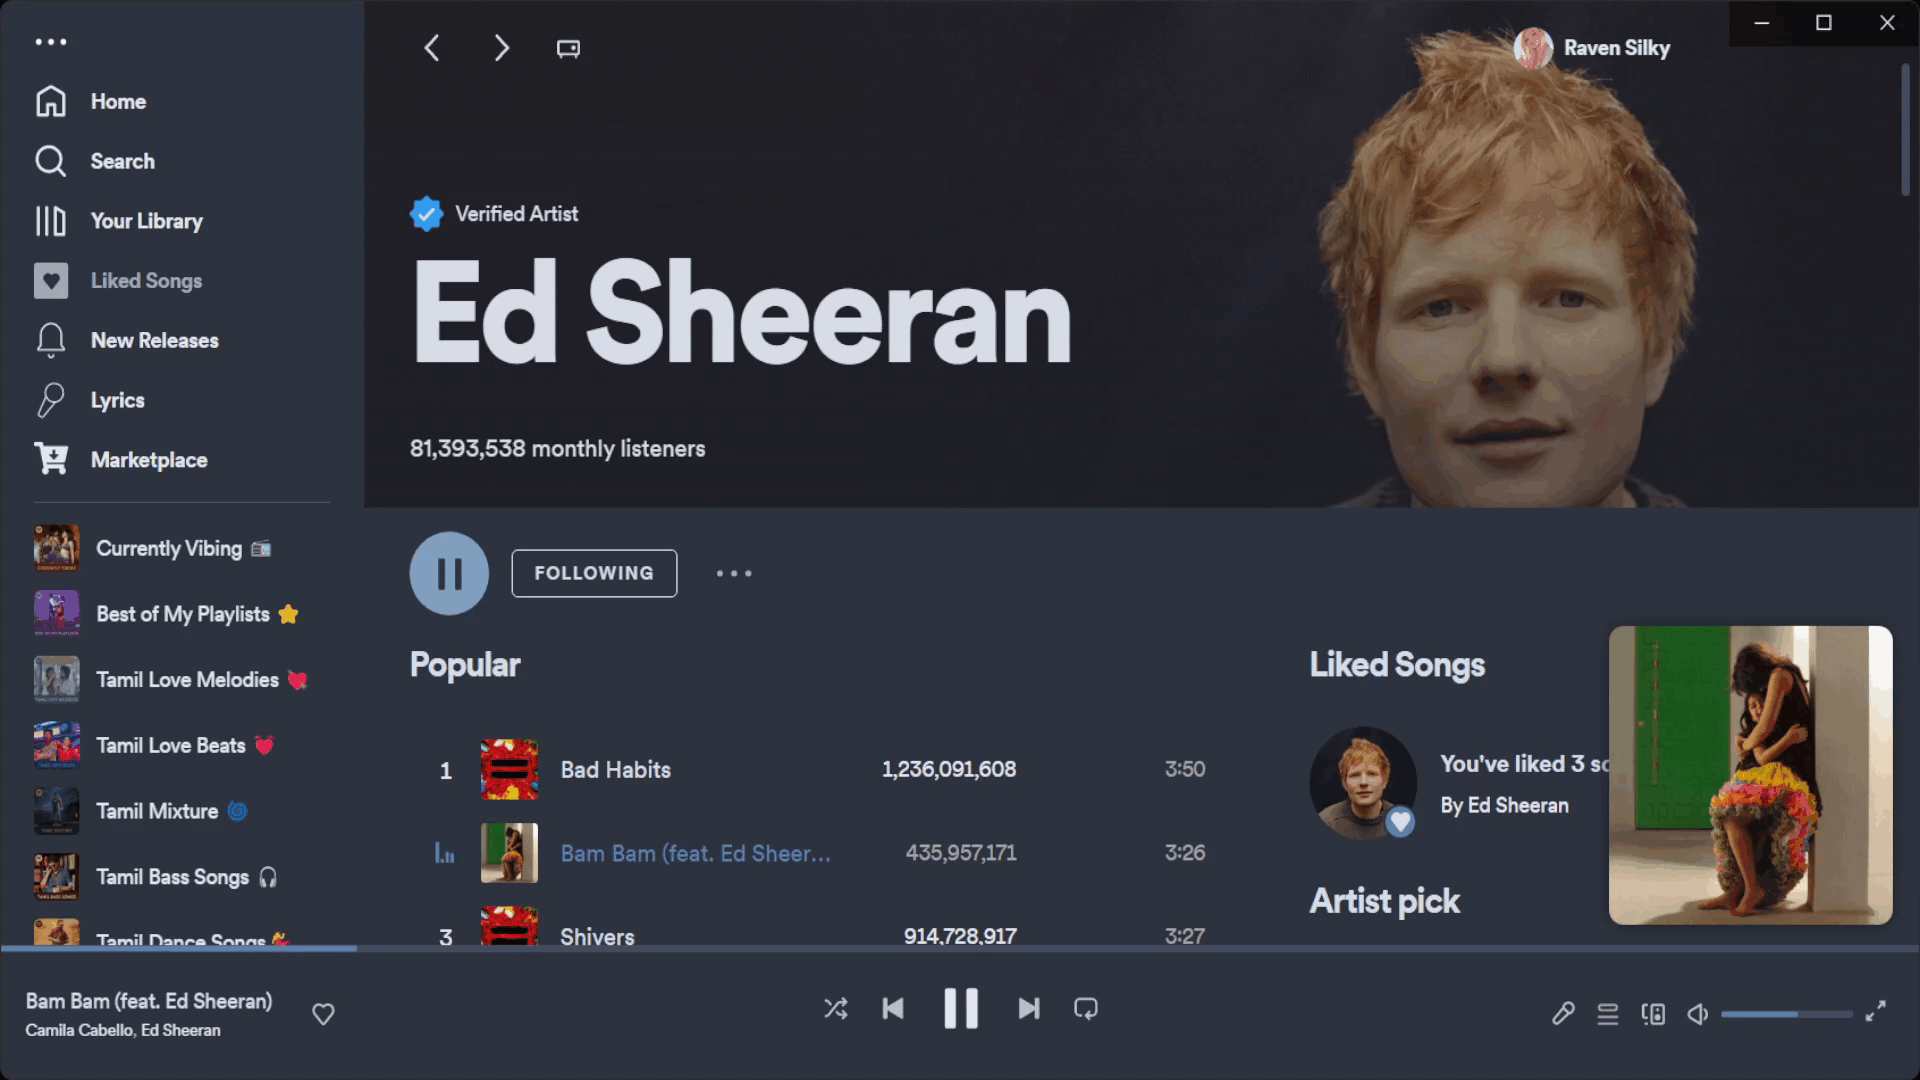 Home
Search
Your Library
Liked Songs
New Releases
Lyrics
Marketplace
Currently Vibing
Best of My Playlists
Tamil Love Melodies
Tamil Love Beats
Tamil Mixture
Tamil Bass Songs
Tamil Dance Songs
Raven Silky
Verified Artist
Ed Sheeran
81,393,538 monthly listeners
FOLLOWING
Popular
1 Bad Habits 1,236,091,608 3:50
Bam Bam (feat. Ed Sheer... 435,957,171 3:26
3 Shivers 914,728,917 3:27
Liked Songs
You've liked 3 so
By Ed Sheeran
Artist pick
Bam Bam (feat. Ed Sheeran)
Camila Cabello, Ed Sheeran